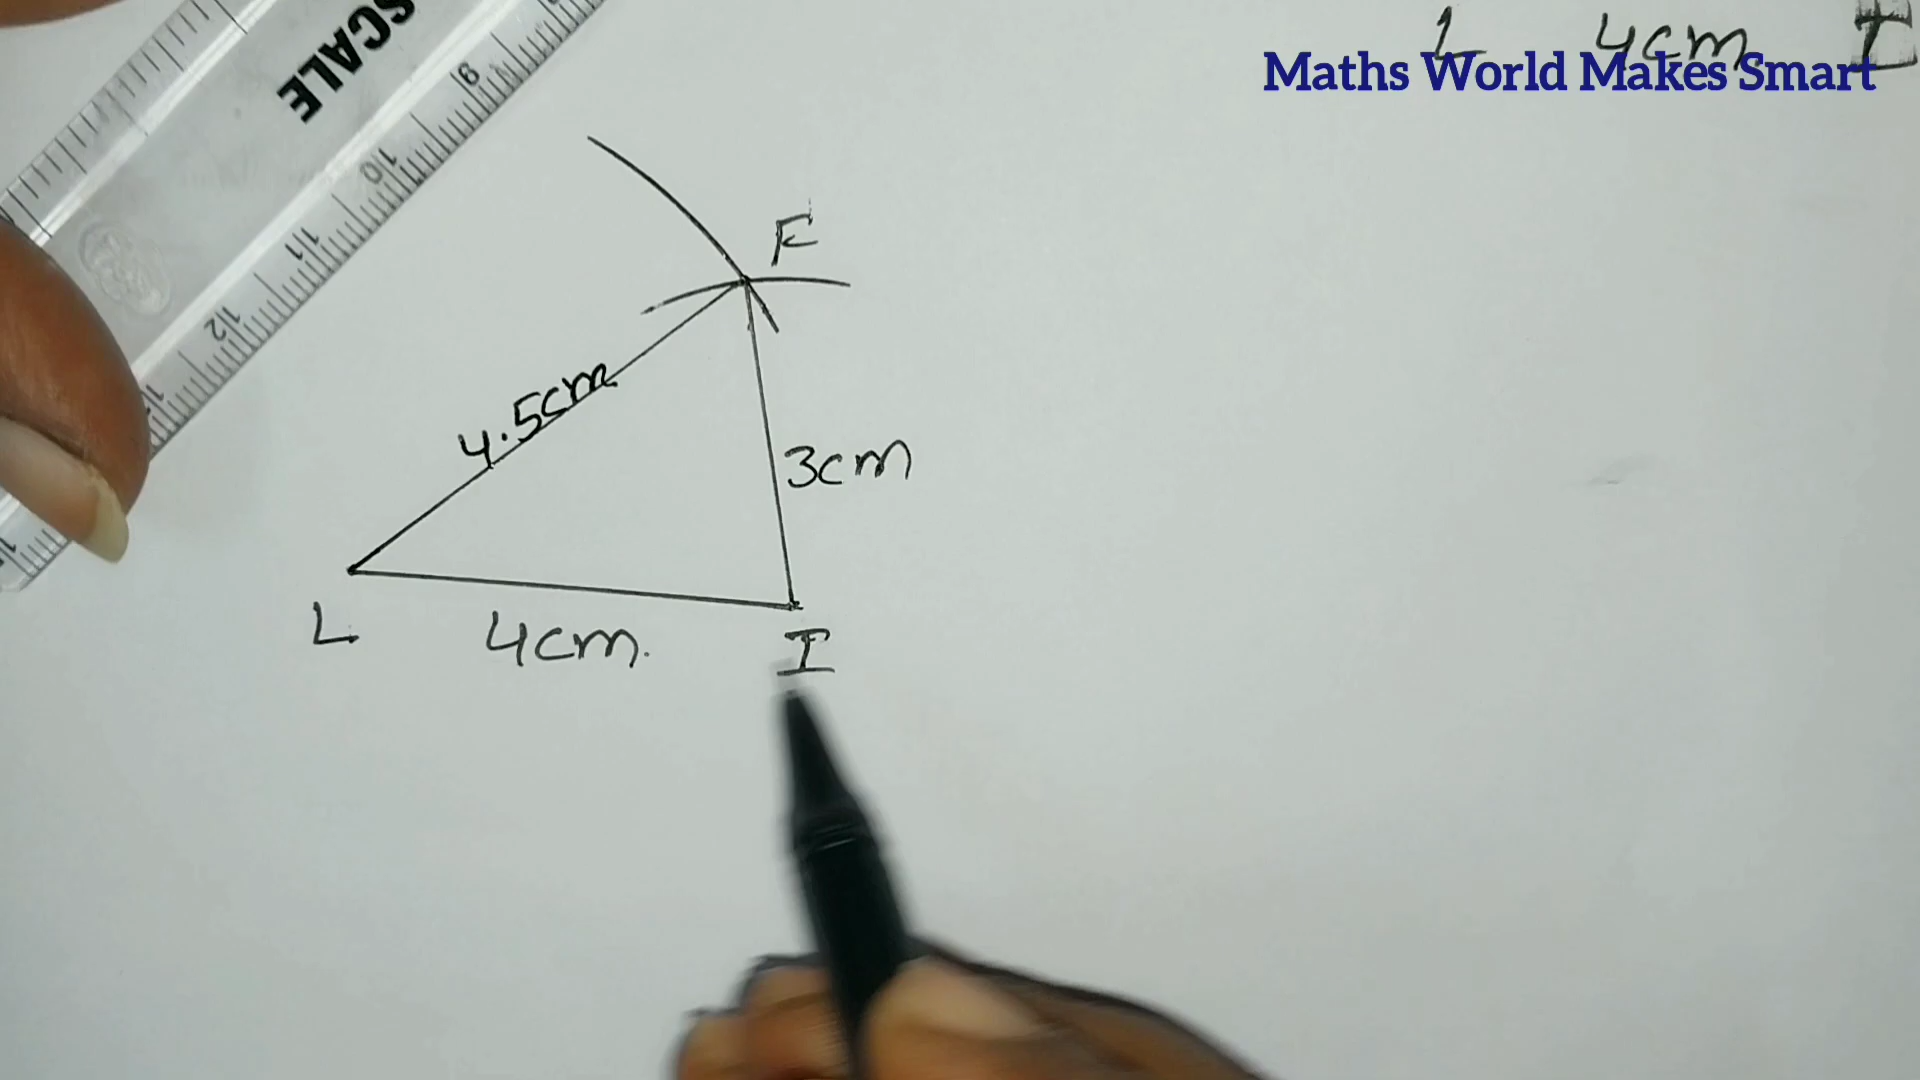 L 4cm I
Maths World Makes Smart
SCALE
9
10
11
12
F
4.5cm
3cm
L 4cm. I